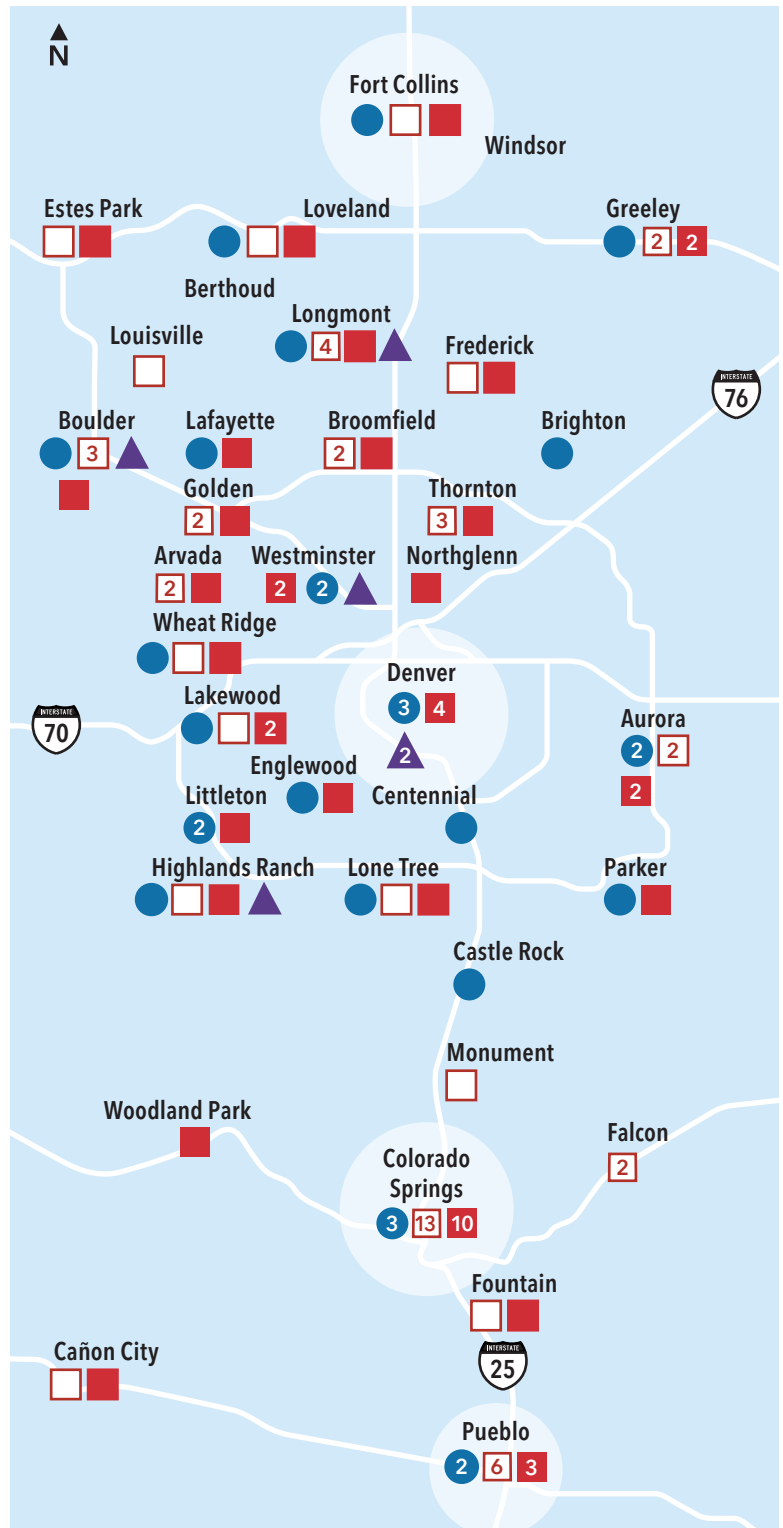 N
Fort Collins
Windsor
Estes Park
Loveland
Greeley
2 2
Berthoud
Longmont
4
Louisville
Frederick
INTERSTATE
76
Boulder
3
Lafayette
Broomfield
2
Brighton
Golden
2
Thornton
3
Arvada
2
Westminster
2 2
Northglenn
Wheat Ridge
Denver
3 4
2
Lakewood
2
INTERSTATE
70
Aurora
2 2
2
Englewood
Littleton
2
Centennial
Highlands Ranch
Lone Tree
Parker
Castle Rock
Monument
Woodland Park
Falcon
2
Colorado
Springs
3 13 10
Fountain
INTERSTATE
25
Cañon City
Pueblo
2 6 3